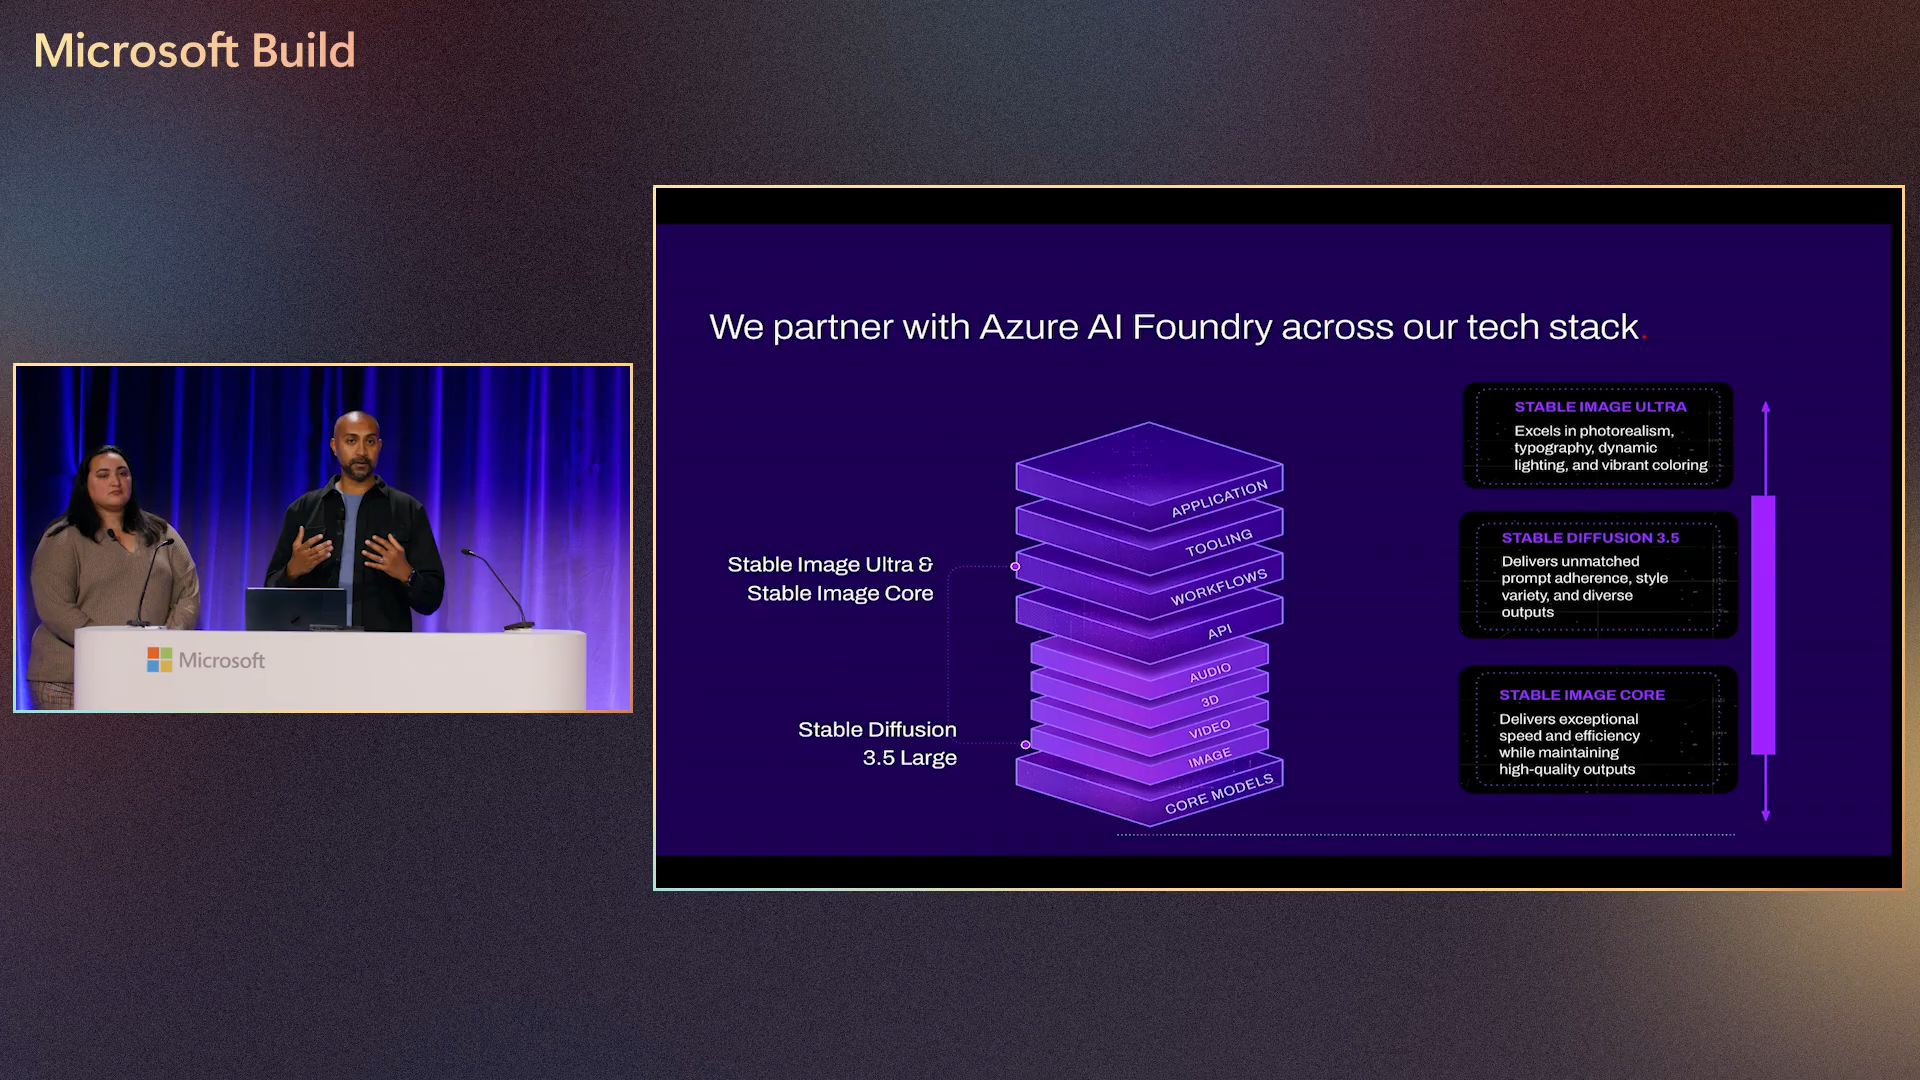 Microsoft Build
Microsoft
We partner with Azure AI Foundry across our tech stack.
Stable Image Ultra &
Stable Image Core
Stable Diffusion
3.5 Large
APPLICATION
TOOLING
WORKFLOWS
API
AUDIO
3D
VIDEO
IMAGE
CORE MODELS
STABLE IMAGE ULTRA
Excels in photorealism,
typography, dynamic
lighting, and vibrant coloring
STABLE DIFFUSION 3.5
Delivers unmatched
prompt adherence, style
variety, and diverse
outputs
STABLE IMAGE CORE
Delivers exceptional
speed and efficiency
while maintaining
high-quality outputs